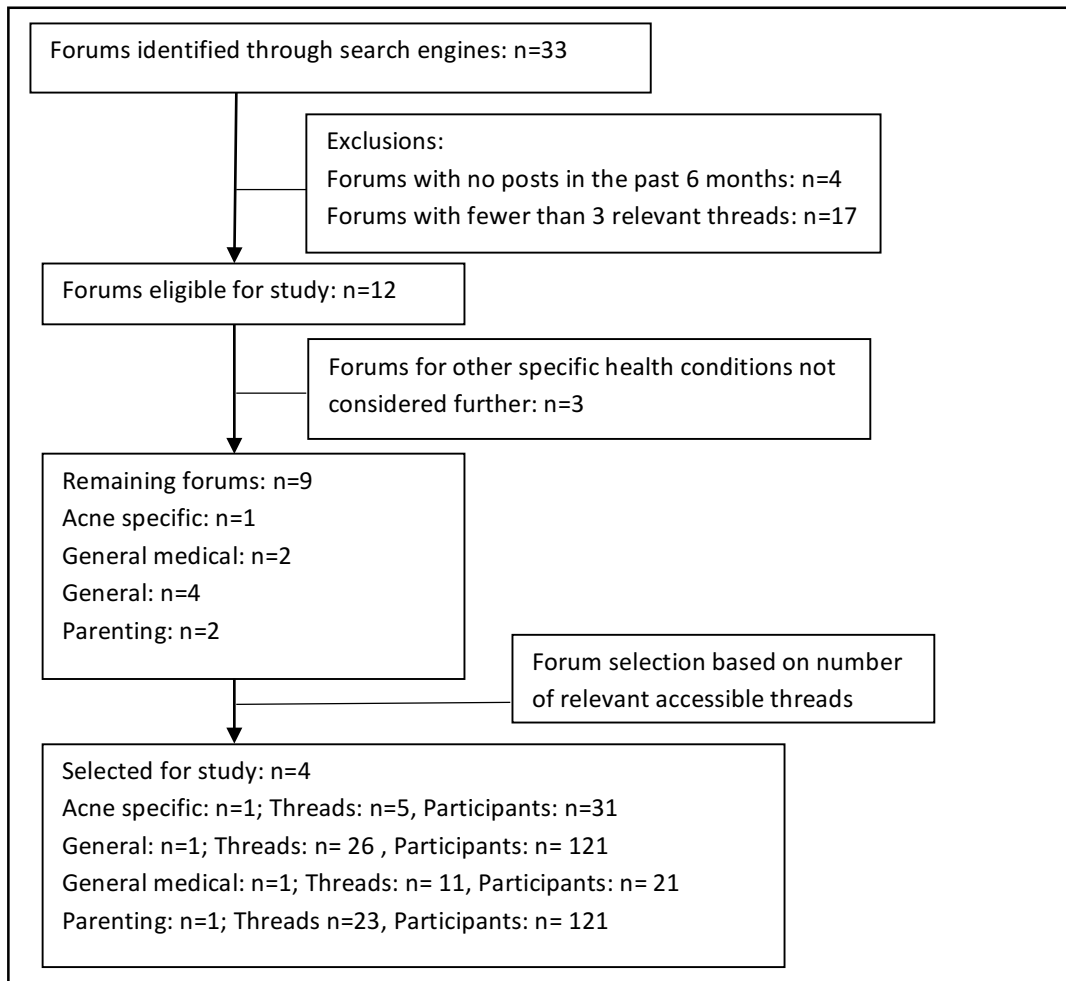 Forums identified through search engines: n=33
Exclusions:
Forums with no posts in the past 6 months: n=4
Forums with fewer than 3 relevant threads: n=17
Forums eligible for study: n=12
Forums for other specific health conditions not
considered further: n=3
Remaining forums: n=9
Acne specific: n=1
General medical: n=2
General: n=4
Parenting: n=2
Forum selection based on number
of relevant accessible threads
Selected for study: n=4
Acne specific: n=1; Threads: n=5, Participants: n=31
General: n=1; Threads: n= 26 , Participants: n= 121
General medical: n=1; Threads: n= 11, Participants: n= 21
Parenting: n=1; Threads n=23, Participants: n= 121